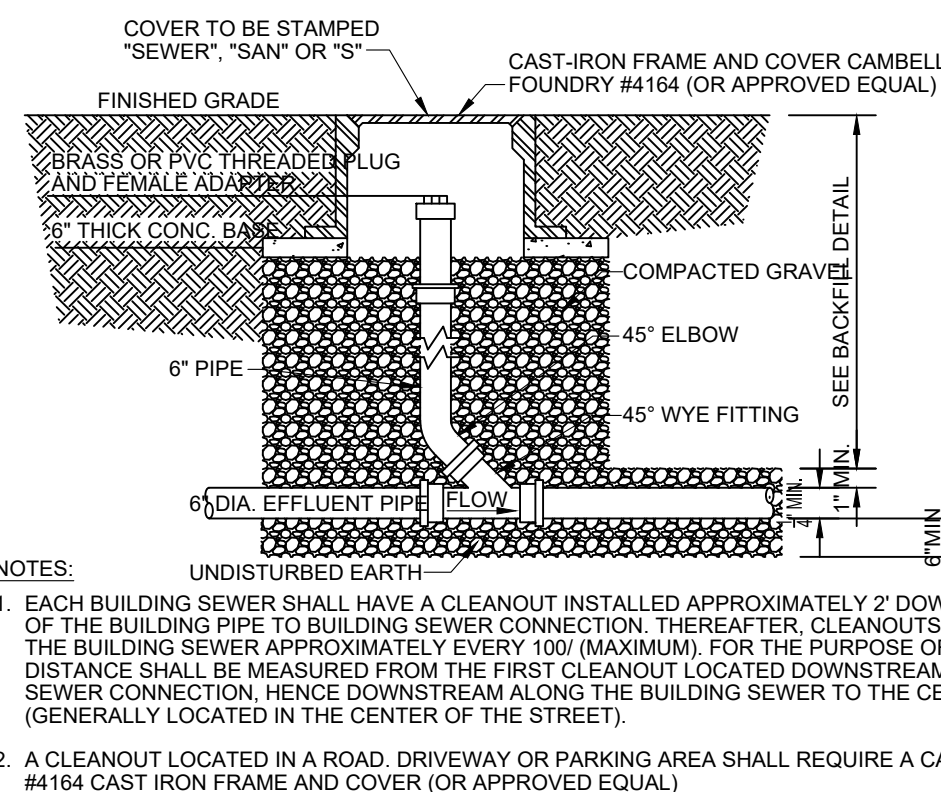 COVER TO BE STAMPED
"SEWER", "SAN" OR "S"
CAST-IRON FRAME AND COVER CAMBELL
FOUNDRY #4164 (OR APPROVED EQUAL)
FINISHED GRADE
BRASS OR PVC THREADED PLUG
AND FEMALE ADAPTER
6" THICK CONC. BASE
COMPACTED GRAVEL
SEE BACKFILL DETAIL
45° ELBOW
6" PIPE
45° WYE FITTING
6" DIA. EFFLUENT PIPE
FLOW
4" MIN.
1" MIN.
6"MIN
UNDISTURBED EARTH
NOTES:
1. EACH BUILDING SEWER SHALL HAVE A CLEANOUT INSTALLED APPROXIMATELY 2' DOW
OF THE BUILDING PIPE TO BUILDING SEWER CONNECTION. THEREAFTER, CLEANOUTS
THE BUILDING SEWER APPROXIMATELY EVERY 100/ (MAXIMUM). FOR THE PURPOSE OF
DISTANCE SHALL BE MEASURED FROM THE FIRST CLEANOUT LOCATED DOWNSTREAM
SEWER CONNECTION, HENCE DOWNSTREAM ALONG THE BUILDING SEWER TO THE CE
(GENERALLY LOCATED IN THE CENTER OF THE STREET).
2. A CLEANOUT LOCATED IN A ROAD. DRIVEWAY OR PARKING AREA SHALL REQUIRE A CA
#4164 CAST IRON FRAME AND COVER (OR APPROVED EQUAL)